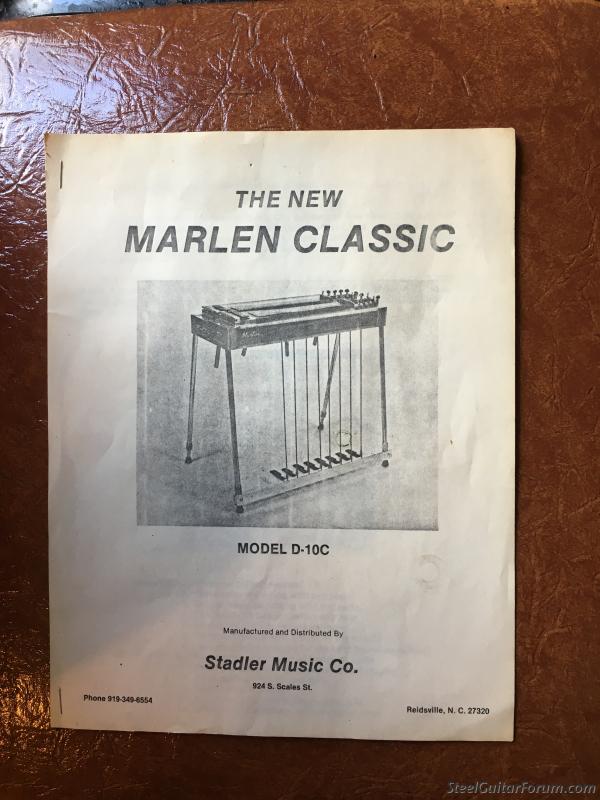 THE NEW
MARLEN CLASSIC
Marlen
MODEL D-10C
Manufactured and Distributed By
Stadler Music Co.
924 S. Scales St.
Phone 919-349-6554
Reidsville, N. C. 27320
SteelGuitarForum.com